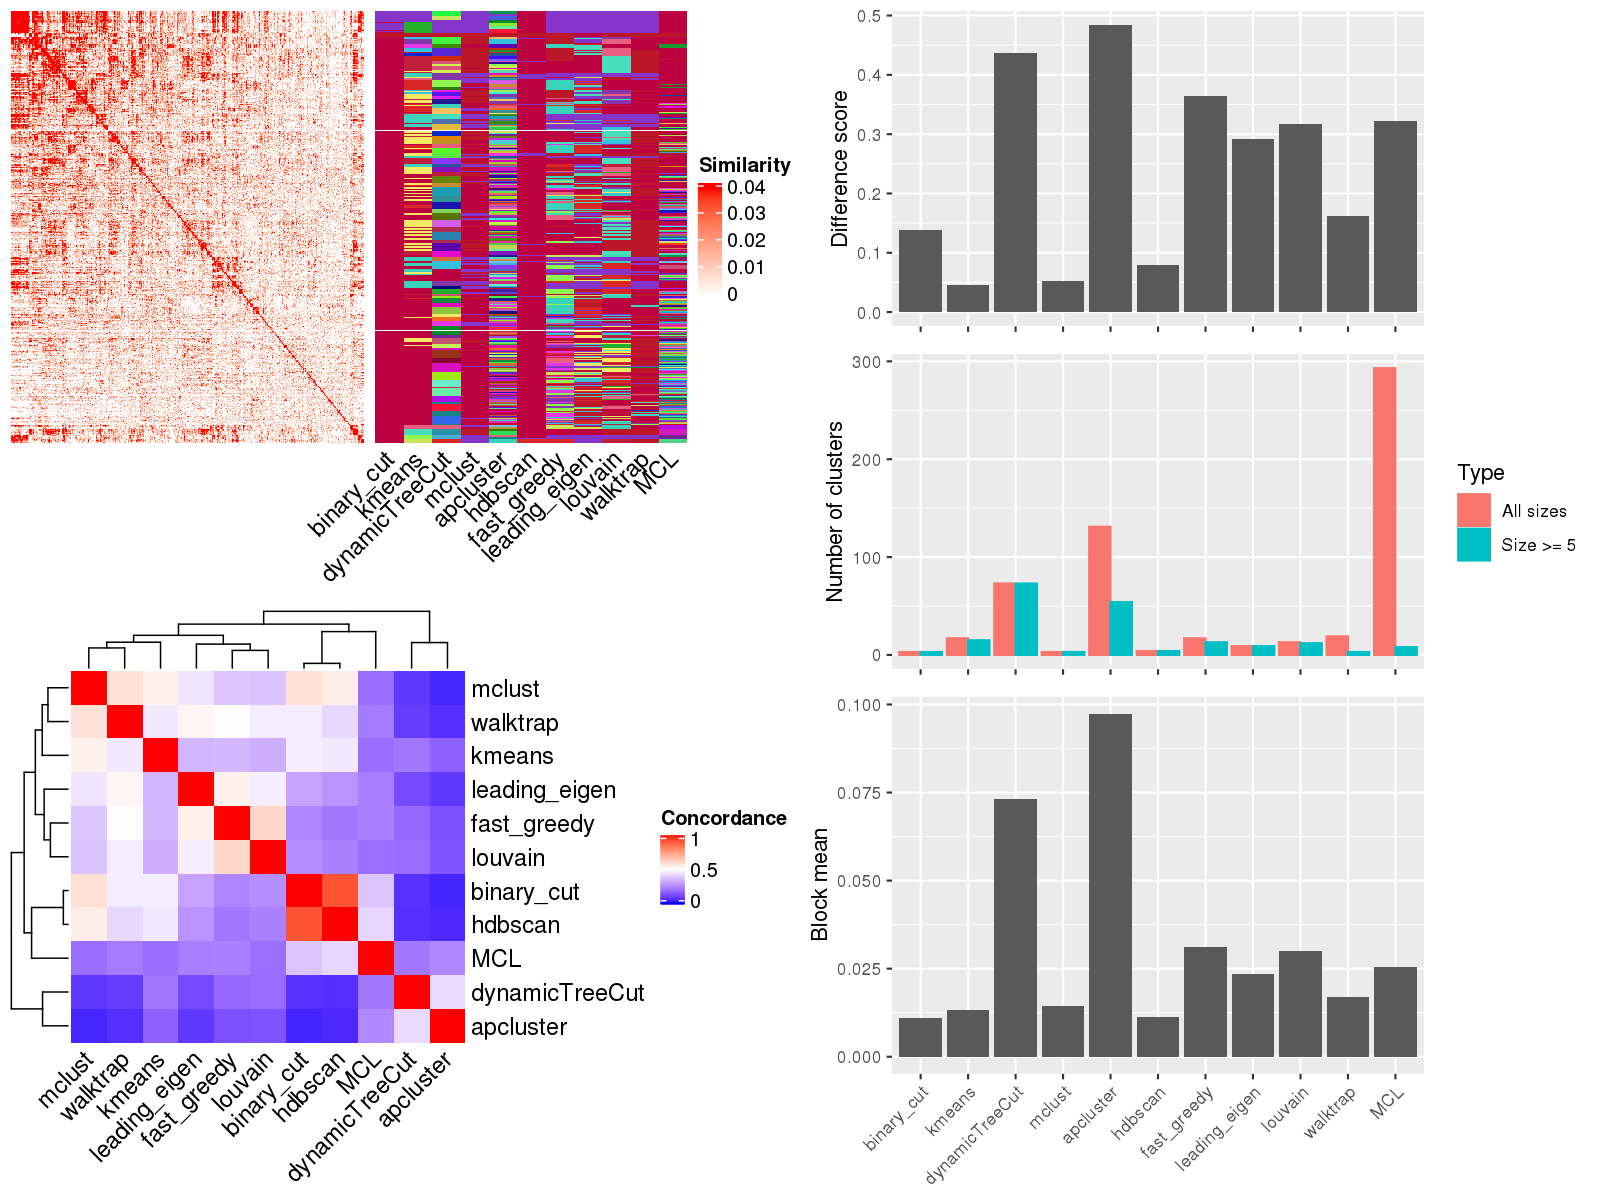 Similarity
0.04
0.03
0.02
0.01
0
binary_cut
kmeans
dynamicTreeCut
mclust
apcluster
hdbscan
fast_greedy
leading_eigen
louvain
walktrap
MCL
mclust
walktrap
kmeans
leading_eigen
fast_greedy
louvain
binary_cut
hdbscan
MCL
dynamicTreeCut
apcluster
Concordance
1
0.5
0
mclust
walktrap
kmeans
leading_eigen
fast_greedy
louvain
binary_cut
hdbscan
MCL
dynamicTreeCut
apcluster
Difference score
0.5
0.4
0.3
0.2
0.1
0.0
Number of clusters
300
200
100
0
Type
All sizes
Size >= 5
Block mean
0.100
0.075
0.050
0.025
0.000
binary_cut
kmeans
dynamicTreeCut
mclust
apcluster
hdbscan
fast_greedy
leading_eigen
louvain
walktrap
MCL